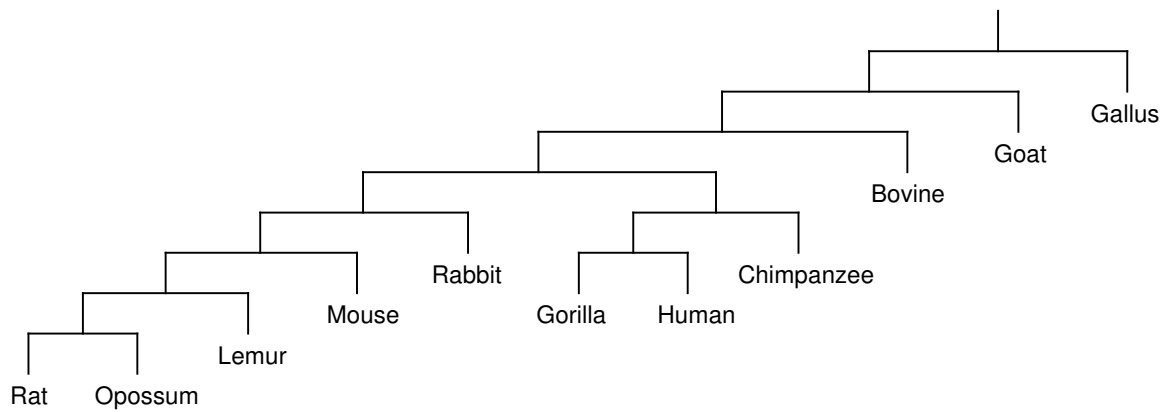 Gallus
Goat
Bovine
Rabbit
Chimpanzee
Mouse
Gorilla
Human
Lemur
Rat
Opossum